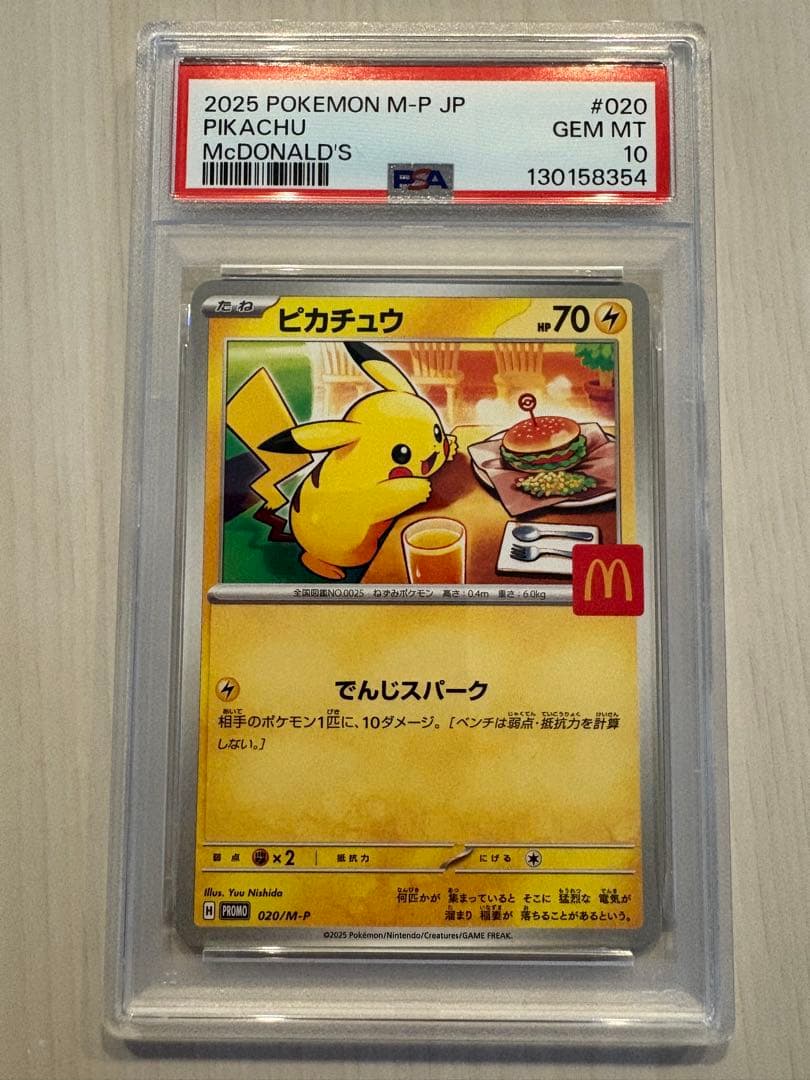 2025 POKEMON M-P JP #020
PIKACHU GEM MT
McDONALD'S 10
PSA 130158354
たね ピカチュウ HP70
全国図鑑NO.0025 ねずみポケモン 高さ:0.4m 重さ:6.0kg
でんじスパーク
相手のポケモン1匹に、10ダメージ。[ベンチは弱点・抵抗力を計算
しない。]
弱点 ×2 抵抗力 にげる
Illus. Yuu Nishida
何匹かが 集まっていると そこに 猛烈な 電気が
H PROMO 020/M-P 溜まり 稲妻が 落ちることがあるという。
©2025 Pokémon/Nintendo/Creatures/GAME FREAK.